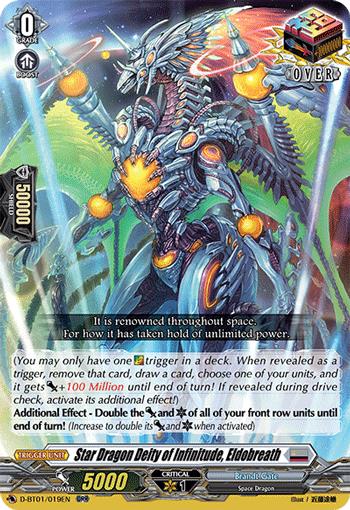 0
GRADE
BOOST
OVER
SHIELD
50000
It is renowned throughout space.
For how it has taken hold of unlimited power.
(You may only have one trigger in a deck. When revealed as a
trigger, remove that card, draw a card, choose one of your units, and
it gets +100 Million until end of turn! If revealed during drive
check, activate its additional effect!)
Additional Effect - Double the and of all of your front row units until
end of turn! (Increase to double its and when activated)
TRIGGER UNIT
Star Dragon Deity of Infinitude, Eldobreath
POWER 5000
CRITICAL
1
Brandt Gate
Space Dragon
D-BT01/019EN
Illust /